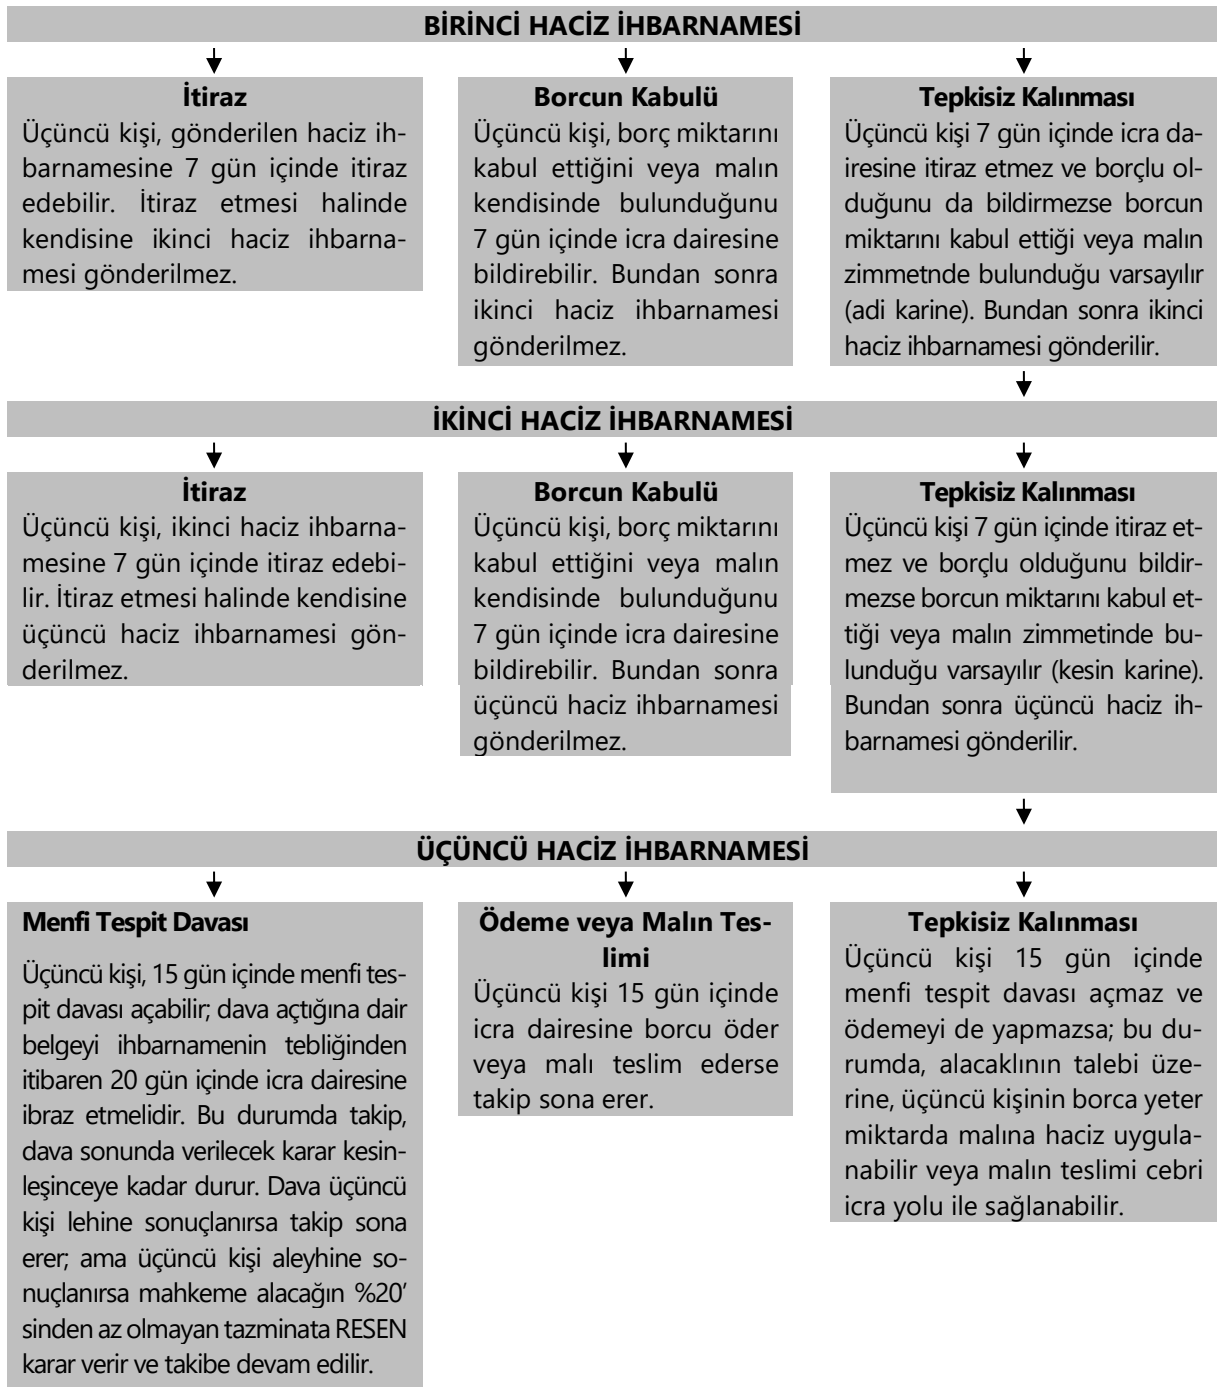 BİRİNCİ HACİZ İHBARNAMESİ
İtiraz
Üçüncü kişi, gönderilen haciz ih-
barnamesine 7 gün içinde itiraz
edebilir. İtiraz etmesi halinde
kendisine ikinci haciz ihbarna-
mesi gönderilmez.
Borcun Kabulü
Üçüncü kişi, borç miktarını
kabul ettiğini veya malın
kendisinde bulunduğunu
7 gün içinde icra dairesine
bildirebilir. Bundan sonra
ikinci haciz ihbarnamesi
gönderilmez.
Tepkisiz Kalınması
Üçüncü kişi 7 gün içinde icra da-
iresine itiraz etmez ve borçlu ol-
duğunu da bildirmezse borcun
miktarını kabul ettiği veya malın
zimmetnde bulunduğu varsayılır
(adi karine). Bundan sonra ikinci
haciz ihbarnamesi gönderilir.
İKİNCİ HACİZ İHBARNAMESİ
İtiraz
Üçüncü kişi, ikinci haciz ihbarna-
mesine 7 gün içinde itiraz edebi-
lir. İtiraz etmesi halinde kendisine
üçüncü haciz ihbarnamesi gön-
derilmez.
Borcun Kabulü
Üçüncü kişi, borç miktarını
kabul ettiğini veya malın
kendisinde bulunduğunu
7 gün içinde icra dairesine
bildirebilir. Bundan sonra
üçüncü haciz ihbarnamesi
gönderilmez.
Tepkisiz Kalınması
Üçüncü kişi 7 gün içinde itiraz et-
mez ve borçlu olduğunu bildir-
mezse borcun miktarını kabul et-
tiği veya malın zimmetinde bu-
lunduğu varsayılır (kesin karine).
Bundan sonra üçüncü haciz ih-
barnamesi gönderilir.
ÜÇÜNCÜ HACİZ İHBARNAMESİ
Menfi Tespit Davası
Üçüncü kişi, 15 gün içinde menfi tes-
pit davası açabilir; dava açtığına dair
belgeyi ihbarnamenin tebliğinden
itibaren 20 gün içinde icra dairesine
ibraz etmelidir. Bu durumda takip,
dava sonunda verilecek karar kesin-
leşinceye kadar durur. Dava üçüncü
kişi lehine sonuçlanırsa takip sona
erer; ama üçüncü kişi aleyhine so-
nuçlanırsa mahkeme alacağın %20’
sinden az olmayan tazminata RESEN
karar verir ve takibe devam edilir.
Ödeme veya Malın Tes-
limi
Üçüncü kişi 15 gün içinde
icra dairesine borcu öder
veya malı teslim ederse
takip sona erer.
Tepkisiz Kalınması
Üçüncü kişi 15 gün içinde
menfi tespit davası açmaz ve
ödemeyi de yapmazsa; bu du-
rumda, alacaklının talebi üze-
rine, üçüncü kişinin borca yeter
miktarda malına haciz uygula-
nabilir veya malın teslimi cebri
icra yolu ile sağlanabilir.